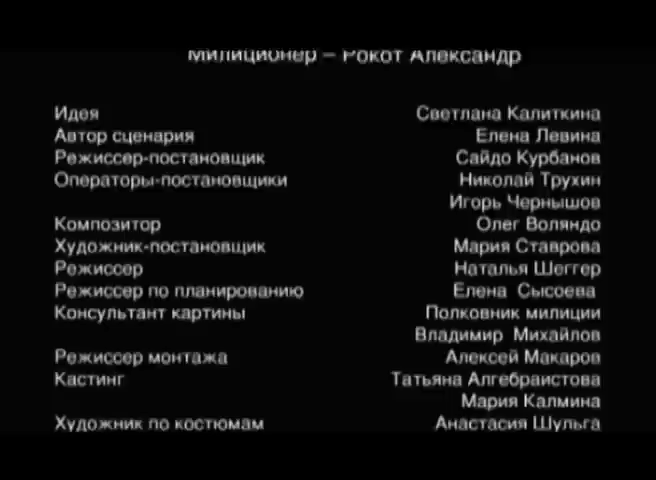 Милиционер – Рокот Александр
Идея Светлана Калиткина
Автор сценария Елена Левина
Режиссер-постановщик Сайдо Курбанов
Операторы-постановщики Николай Трухин
Игорь Чернышов
Композитор Олег Воляндо
Художник-постановщик Мария Ставрова
Режиссер Наталья Шеггер
Режиссер по планированию Елена Сысоева
Консультант картины Полковник милиции
Владимир Михайлов
Режиссер монтажа Алексей Макаров
Кастинг Татьяна Алгебраистова
Мария Калмина
Художник по костюмам Анастасия Шульга